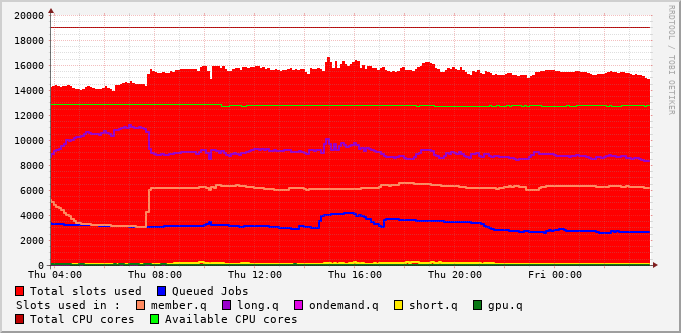 20000
18000
16000
14000
12000
10000
8000
6000
4000
2000
0
Thu 04:00 Thu 08:00 Thu 12:00 Thu 16:00 Thu 20:00 Fri 00:00
RRDTOOL / TOBI OETIKER
Total slots used Queued Jobs
Slots used in : member.q long.q ondemand.q short.q gpu.q
Total CPU cores Available CPU cores